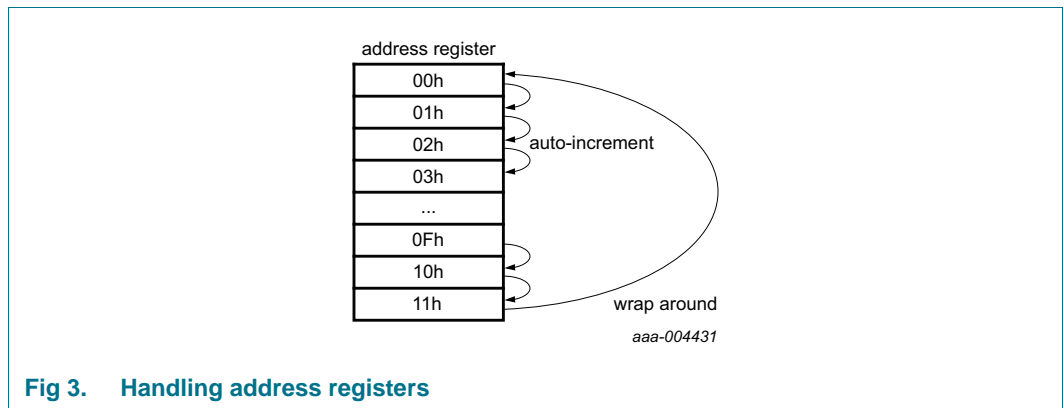 address register
00h
01h
02h
auto-increment
03h
...
0Fh
10h
11h
wrap around
aaa-004431
Fig 3. Handling address registers